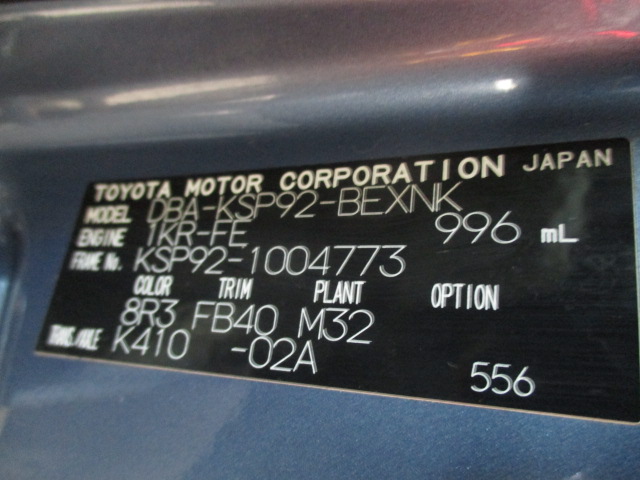 TOYOTA MOTOR CORPORATION JAPAN
MODEL DBA-KSP92-BEXNK
ENGINE 1KR-FE 996 mL
FRAME No. KSP92-1004773
COLOR TRIM PLANT OPTION
8R3 FB40 M32
TRANS./AXLE K410 -02A
556